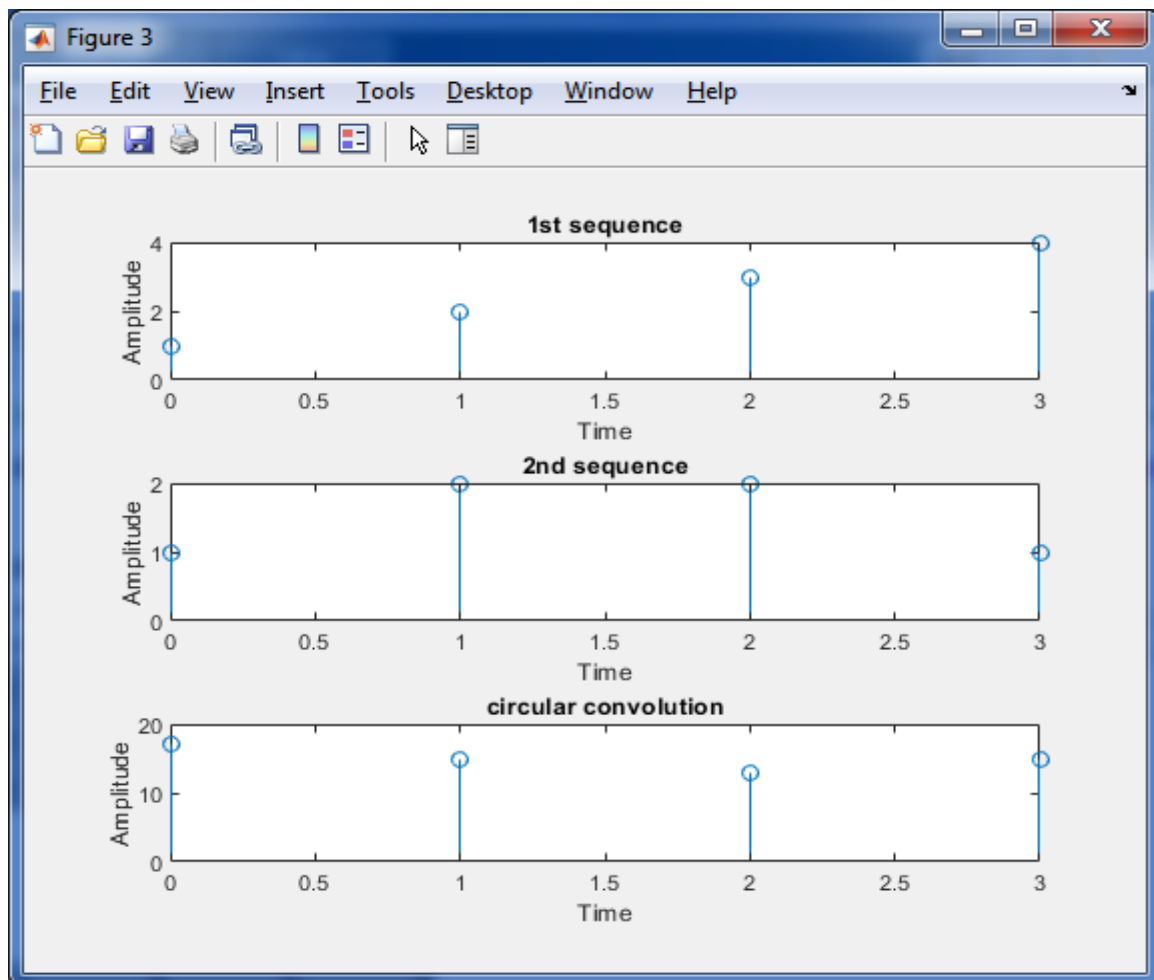 Figure 3
File Edit View Insert Tools Desktop Window Help
1st sequence
Amplitude
4
2
0
0 0.5 1 1.5 2 2.5 3
Time
2nd sequence
Amplitude
2
1
0
0 0.5 1 1.5 2 2.5 3
Time
circular convolution
Amplitude
20
10
0
0 0.5 1 1.5 2 2.5 3
Time